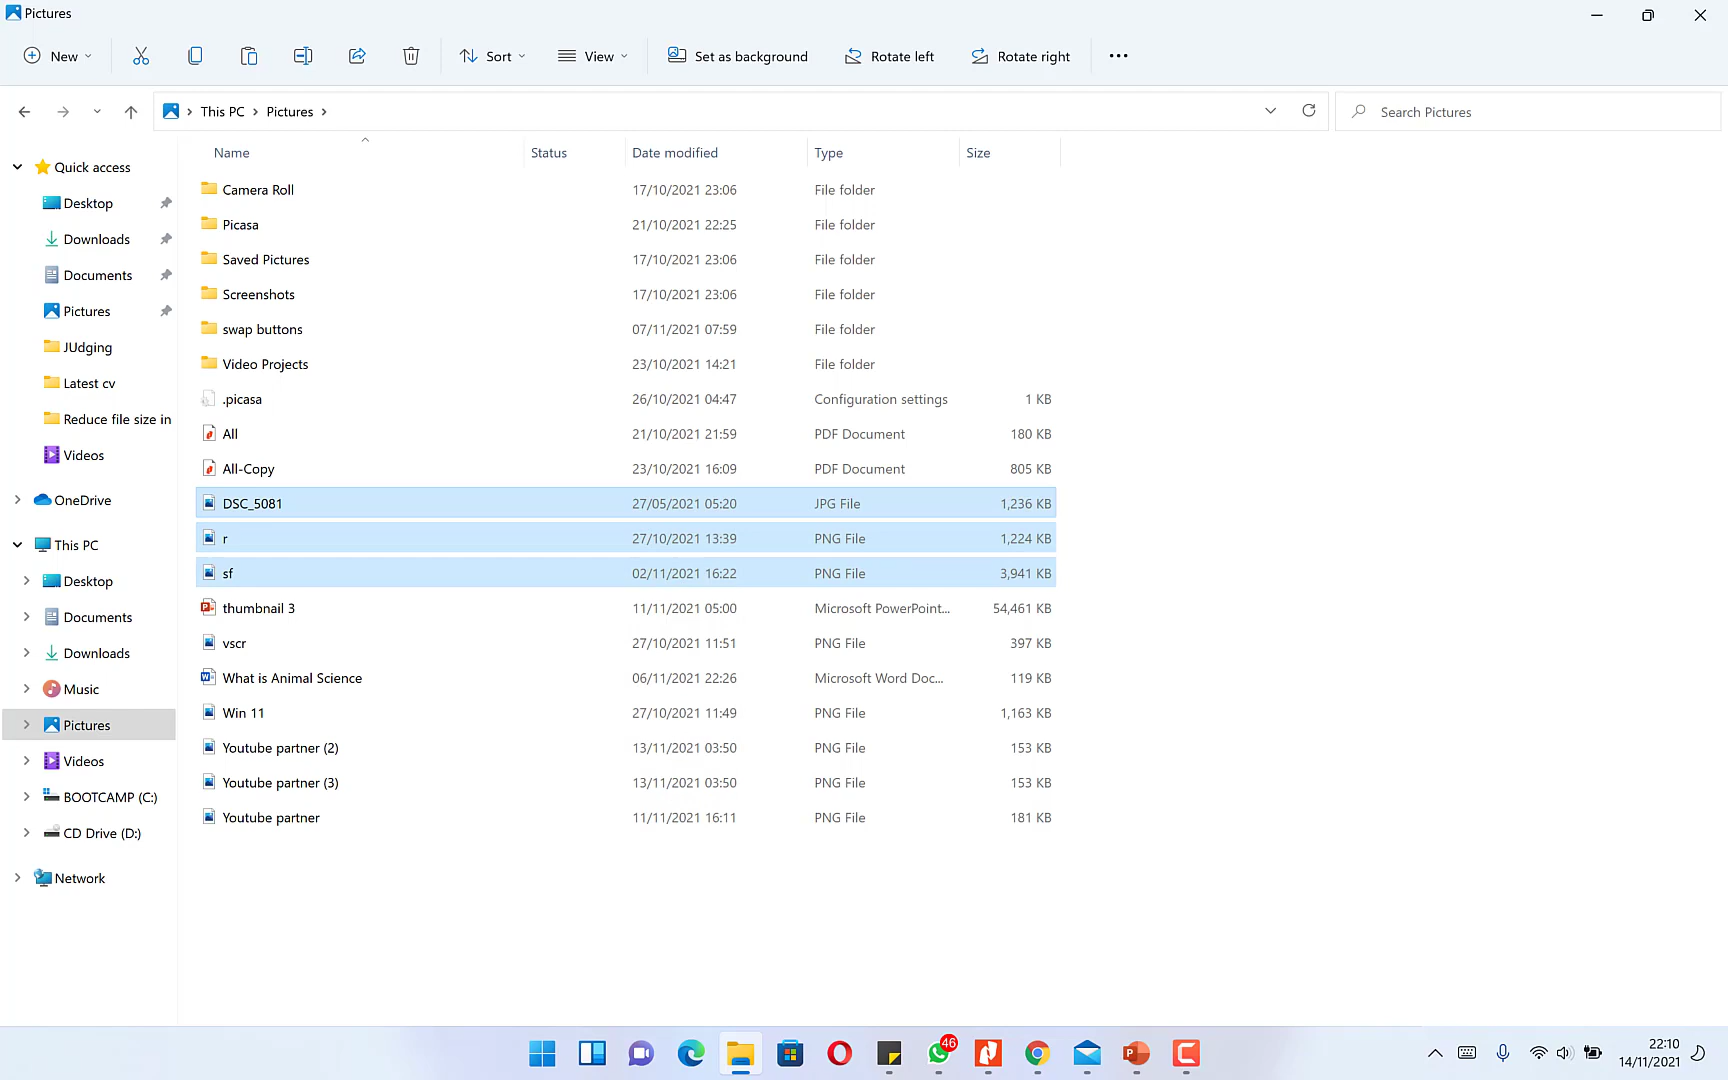 Pictures
New
Sort
View
Set as background
Rotate left
Rotate right
This PC
Pictures
Search Pictures
Name Status Date modified Type Size
Quick access
Desktop
Downloads
Documents
Pictures
JUdging
Latest cv
Reduce file size in
Videos
OneDrive
This PC
Desktop
Documents
Downloads
Music
Pictures
Videos
BOOTCAMP (C:)
CD Drive (D:)
Network
Camera Roll 17/10/2021 23:06 File folder
Picasa 21/10/2021 22:25 File folder
Saved Pictures 17/10/2021 23:06 File folder
Screenshots 17/10/2021 23:06 File folder
swap buttons 07/11/2021 07:59 File folder
Video Projects 23/10/2021 14:21 File folder
.picasa 26/10/2021 04:47 Configuration settings 1 KB
All 21/10/2021 21:59 PDF Document 180 KB
All-Copy 23/10/2021 16:09 PDF Document 805 KB
DSC_5081 27/05/2021 05:20 JPG File 1,236 KB
r 27/10/2021 13:39 PNG File 1,224 KB
sf 02/11/2021 16:22 PNG File 3,941 KB
thumbnail 3 11/11/2021 05:00 Microsoft PowerPoint... 54,461 KB
vscr 27/10/2021 11:51 PNG File 397 KB
What is Animal Science 06/11/2021 22:26 Microsoft Word Doc... 119 KB
Win 11 27/10/2021 11:49 PNG File 1,163 KB
Youtube partner (2) 13/11/2021 03:50 PNG File 153 KB
Youtube partner (3) 13/11/2021 03:50 PNG File 153 KB
Youtube partner 11/11/2021 16:11 PNG File 181 KB
46
22:10
14/11/2021